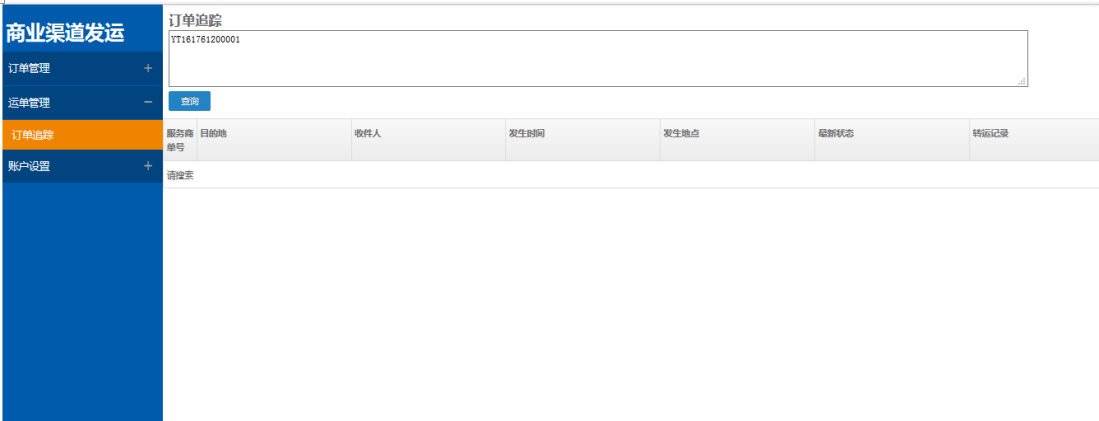 商业渠道发运
订单管理 +
运单管理 −
订单追踪
账户设置 +
订单追踪
YT161761200001
查询
服务商单号 目的地 收件人 发生时间 发生地点 最新状态 转运记录
请搜索